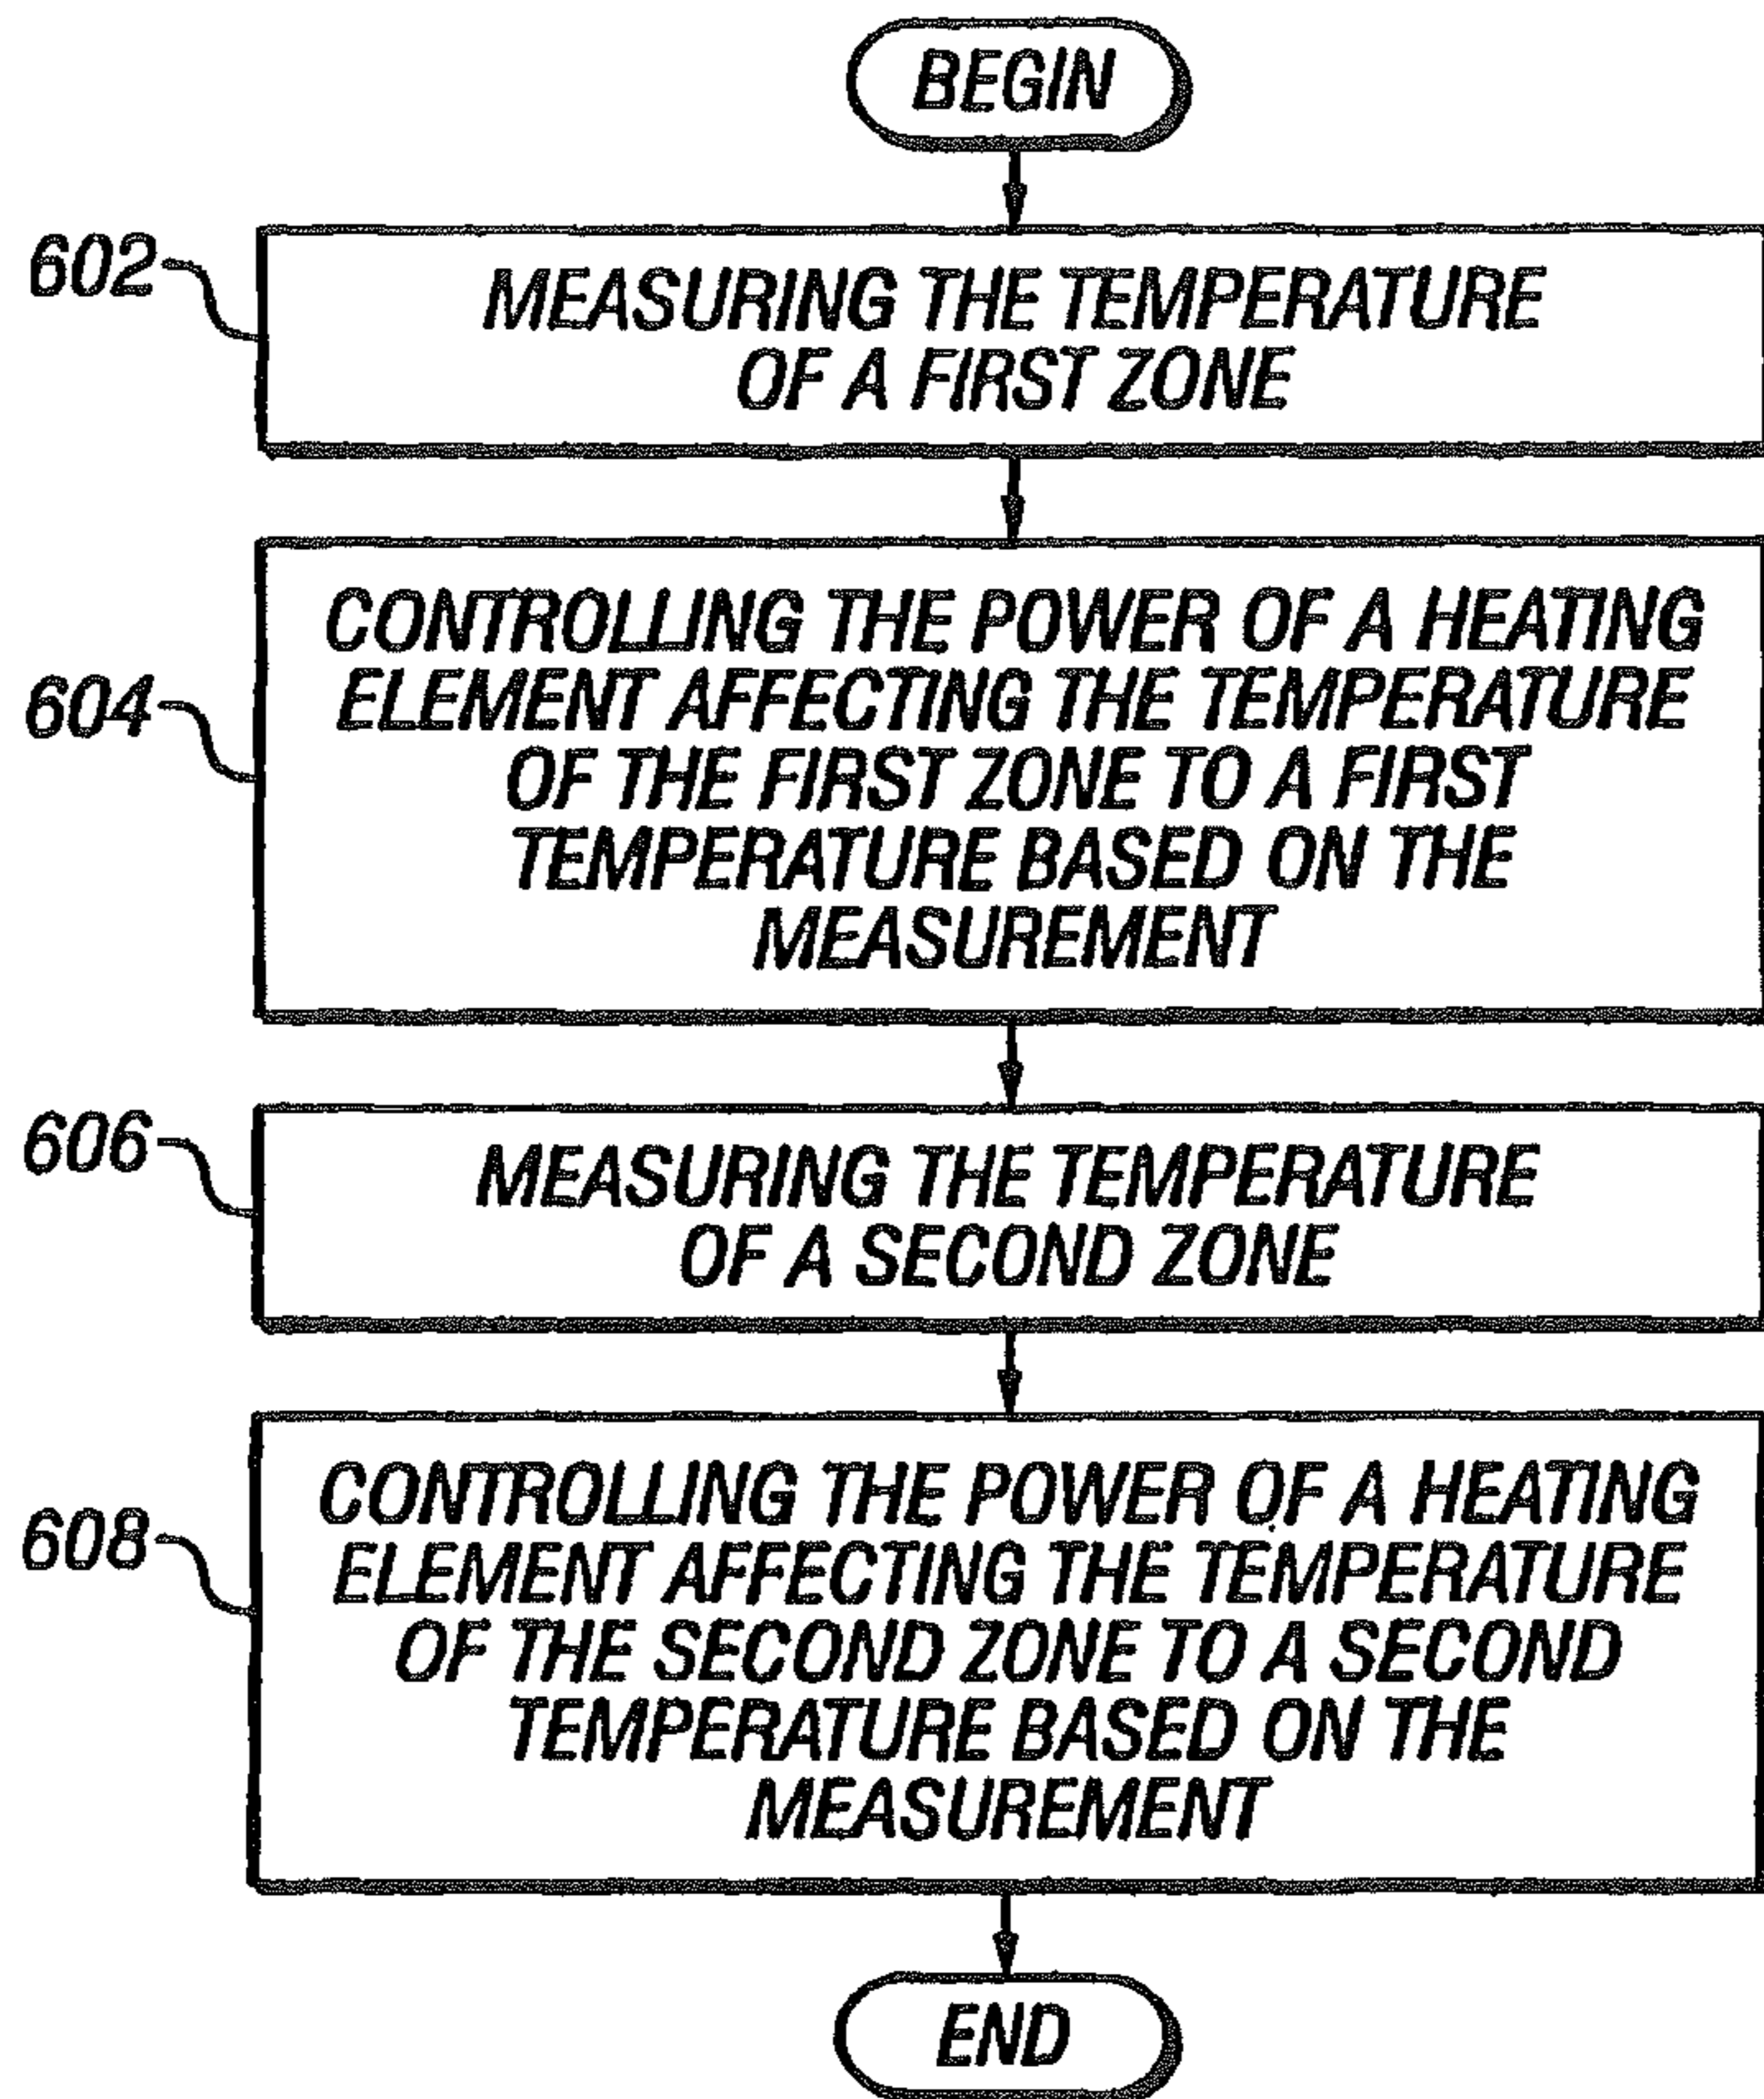 BEGIN
602
MEASURING THE TEMPERATURE
OF A FIRST ZONE
604
CONTROLLING THE POWER OF A HEATING
ELEMENT AFFECTING THE TEMPERATURE
OF THE FIRST ZONE TO A FIRST
TEMPERATURE BASED ON THE
MEASUREMENT
606
MEASURING THE TEMPERATURE
OF A SECOND ZONE
608
CONTROLLING THE POWER OF A HEATING
ELEMENT AFFECTING THE TEMPERATURE
OF THE SECOND ZONE TO A SECOND
TEMPERATURE BASED ON THE
MEASUREMENT
END